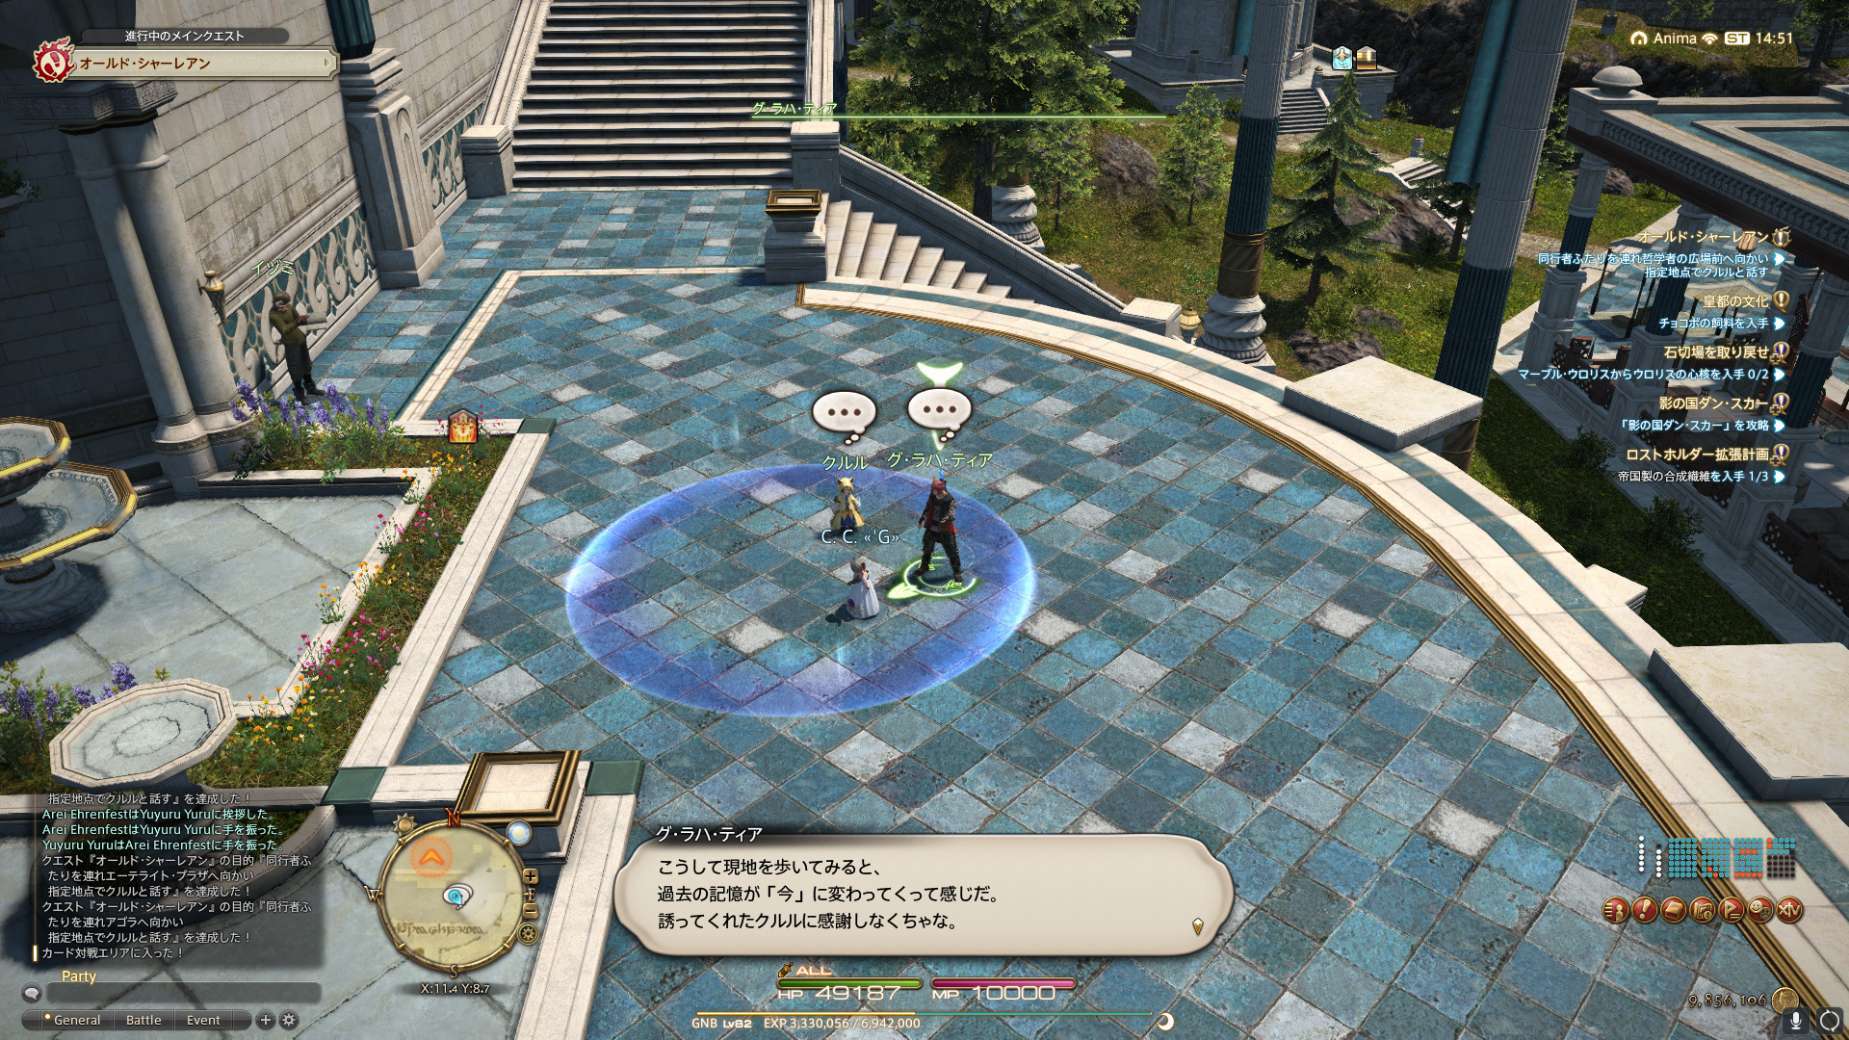 進行中のメインクエスト
オールド・シャーレアン
Anima ST 14:51
グ・ラハ・ティア
オールド・シャーレアン
同行者ふたりを連れ哲学者の広場前へ向かい
指定地点でクルルと話す
皇都の文化
チョコボの飼料を入手
石切場を取り戻せ
マーブル・ウロリスからウロリスの心核を入手 0/2
影の国ダン・スカー
「影の国ダン・スカー」を攻略
ロストホルダー拡張計画
帝国製の合成繊維を入手 1/3
イヅミ
クルル
グ・ラハ・ティア
C. C. «'G»
指定地点でクルルと話す』を達成した！
Arei EhrenfestはYuyuru Yuruに挨拶した。
Arei EhrenfestはYuyuru Yuruに手を振った。
Yuyuru YuruはArei Ehrenfestに手を振った。
クエスト『オールド・シャーレアン』の目的『同行者ふ
たりを連れエーテライト・プラザへ向かい
指定地点でクルルと話す』を達成した！
クエスト『オールド・シャーレアン』の目的『同行者ふ
たりを連れアゴラへ向かい
指定地点でクルルと話す』を達成した！
カード対戦エリアに入った！
Party
General Battle Event
N
W
S
X:11.4 Y:8.7
グ・ラハ・ティア
こうして現地を歩いてみると、
過去の記憶が「今」に変わってくって感じだ。
誘ってくれたクルルに感謝しなくちゃな。
ALL
HP 49187 MP 10000
GNB Lv82 EXP 3,330,056/6,942,000
XIV
9,856,106